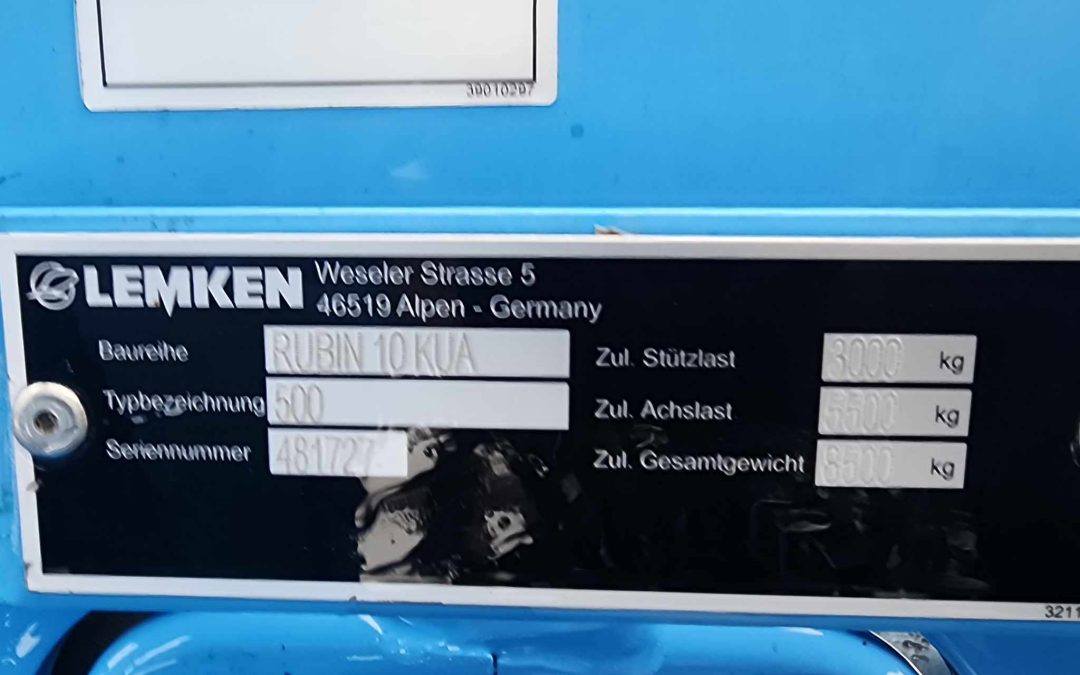 39010297
LEMKEN Weseler Strasse 5
46519 Alpen - Germany
Baureihe RUBIN 10 KUA
Typbezeichnung 500
Seriennummer 481727
Zul. Stützlast 3000 kg
Zul. Achslast 5500 kg
Zul. Gesamtgewicht 8500 kg
3211